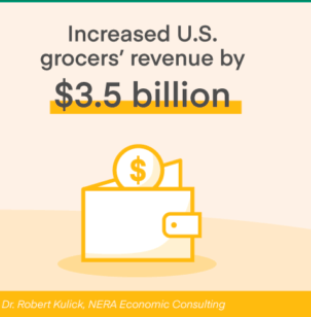 Increased U.S.
grocers' revenue by
$3.5 billion
$
Dr. Robert Kulick, NERA Economic Consulting